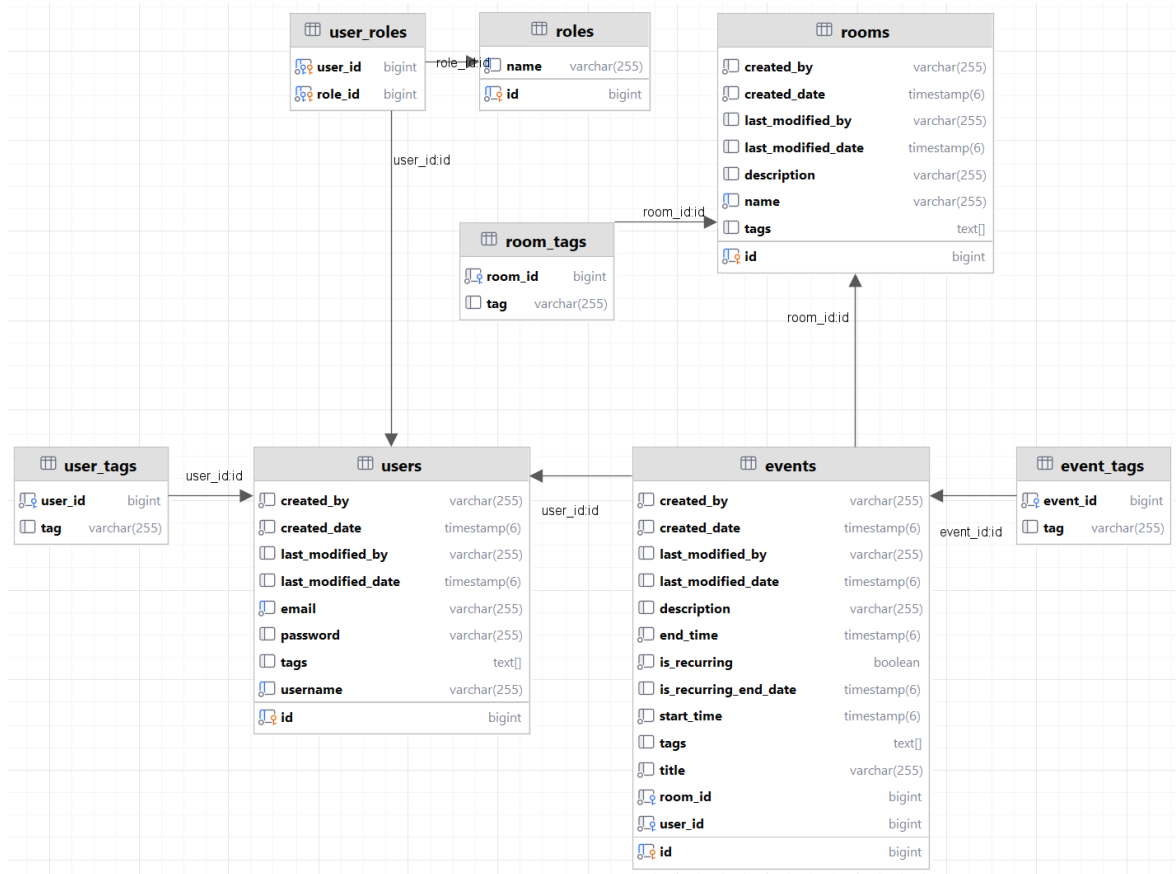 user_roles
user_id bigint
role_id bigint
role_id:id
roles
name varchar(255)
id bigint
rooms
created_by varchar(255)
created_date timestamp(6)
last_modified_by varchar(255)
last_modified_date timestamp(6)
description varchar(255)
name varchar(255)
tags text[]
id bigint
user_id:id
room_id:id
room_tags
room_id bigint
tag varchar(255)
room_id:id
user_tags
user_id bigint
tag varchar(255)
user_id:id
users
created_by varchar(255)
created_date timestamp(6)
last_modified_by varchar(255)
last_modified_date timestamp(6)
email varchar(255)
password varchar(255)
tags text[]
username varchar(255)
id bigint
user_id:id
events
created_by varchar(255)
created_date timestamp(6)
last_modified_by varchar(255)
last_modified_date timestamp(6)
description varchar(255)
end_time timestamp(6)
is_recurring boolean
is_recurring_end_date timestamp(6)
start_time timestamp(6)
tags text[]
title varchar(255)
room_id bigint
user_id bigint
id bigint
event_id:id
event_tags
event_id bigint
tag varchar(255)